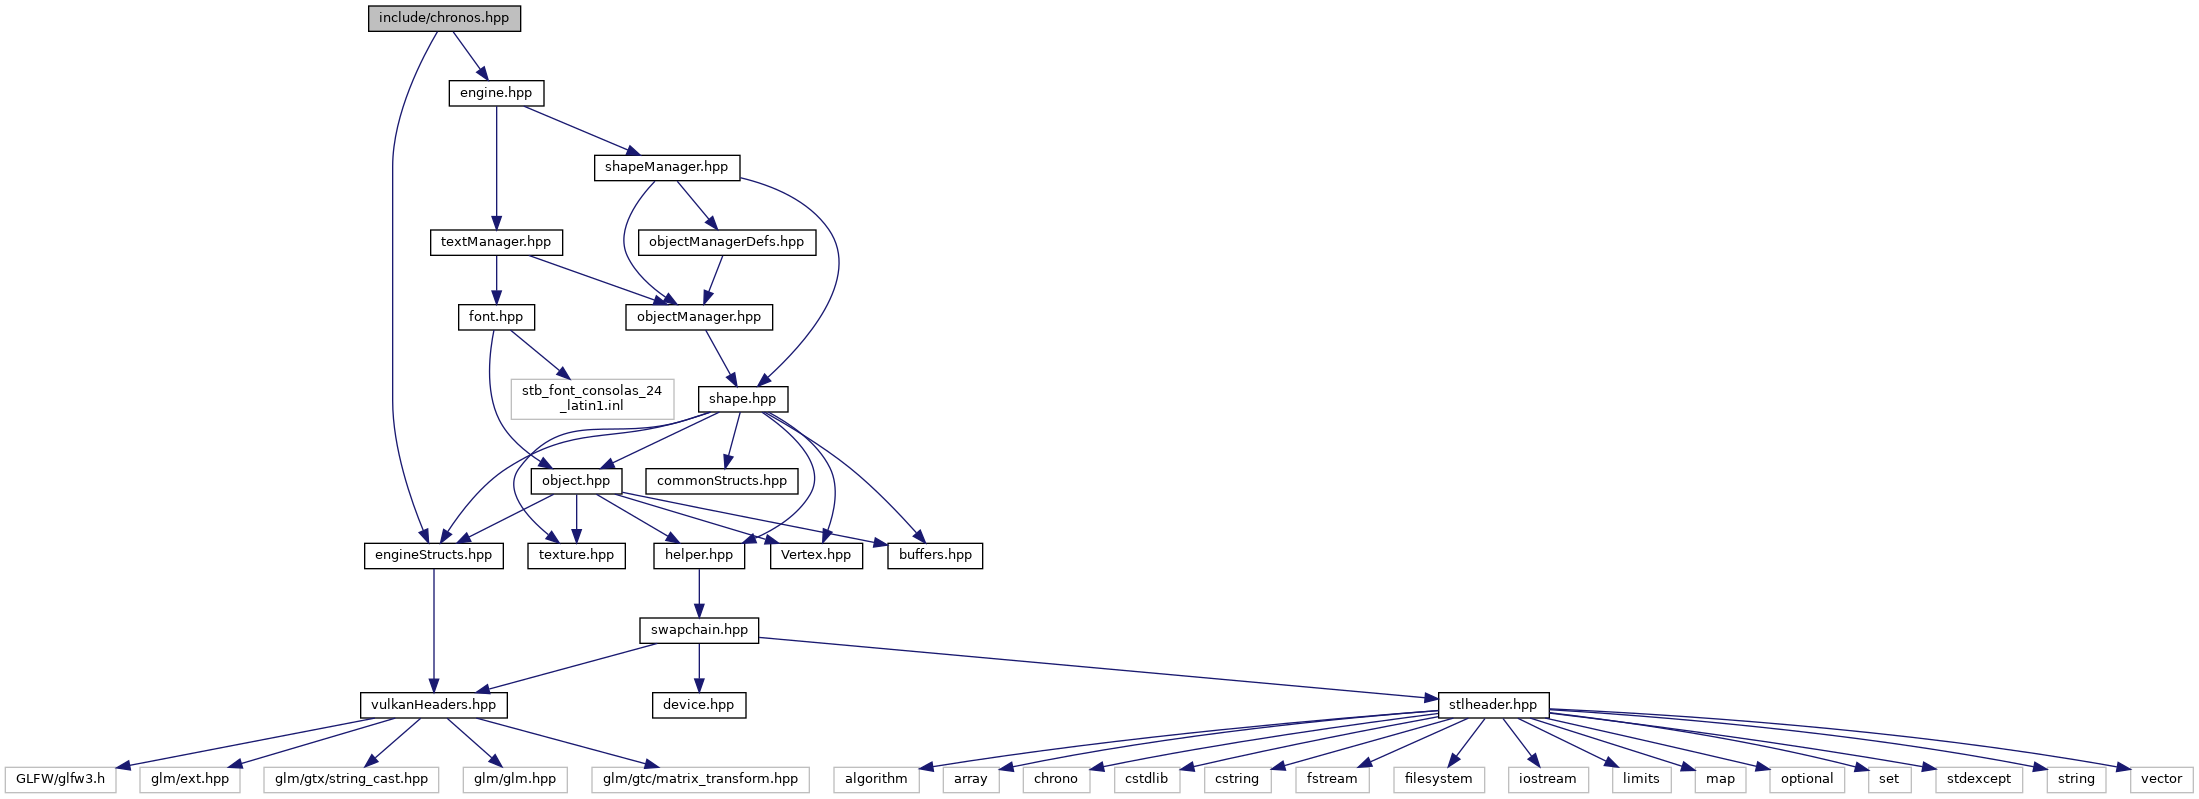 include/chronos.hpp
engine.hpp
shapeManager.hpp
textManager.hpp
objectManagerDefs.hpp
font.hpp
objectManager.hpp
stb_font_consolas_24
_latin1.inl
shape.hpp
object.hpp
commonStructs.hpp
engineStructs.hpp
texture.hpp
helper.hpp
Vertex.hpp
buffers.hpp
swapchain.hpp
vulkanHeaders.hpp
device.hpp
stlheader.hpp
GLFW/glfw3.h
glm/ext.hpp
glm/gtx/string_cast.hpp
glm/glm.hpp
glm/gtc/matrix_transform.hpp
algorithm
array
chrono
cstdlib
cstring
fstream
filesystem
iostream
limits
map
optional
set
stdexcept
string
vector